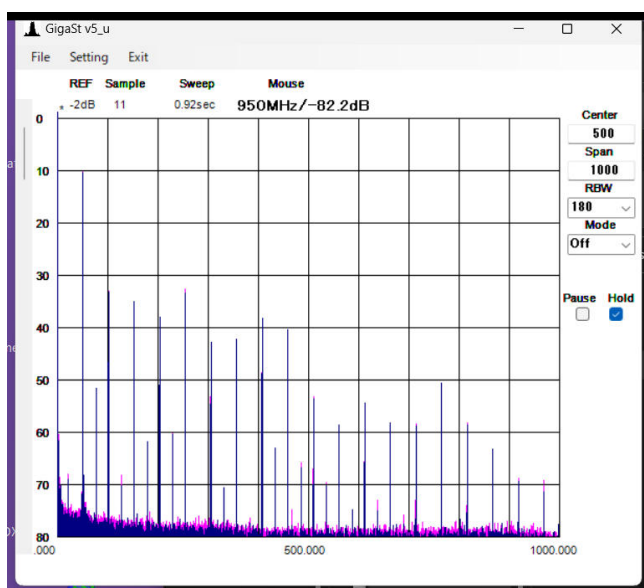 GigaSt v5_u
File Setting Exit
REF Sample Sweep Mouse
* -2dB 11 0.92sec 950MHz/-82.2dB
0
10
20
30
40
50
60
70
80
.000 500.000 1000.000
Center
500
Span
1000
RBW
180
Mode
Off
Pause Hold